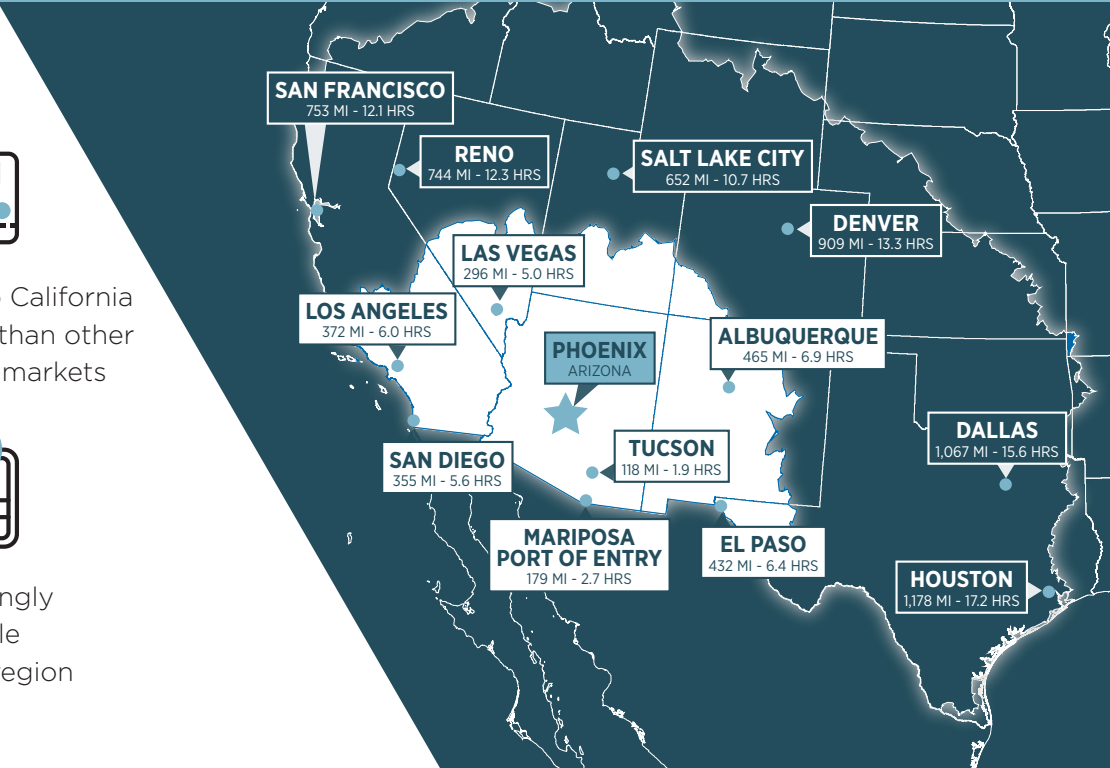 California
than other
markets
region
SAN FRANCISCO
753 MI - 12.1 HRS
RENO
744 MI - 12.3 HRS
SALT LAKE CITY
652 MI - 10.7 HRS
DENVER
909 MI - 13.3 HRS
LAS VEGAS
296 MI - 5.0 HRS
LOS ANGELES
372 MI - 6.0 HRS
PHOENIX
ARIZONA
ALBUQUERQUE
465 MI - 6.9 HRS
SAN DIEGO
355 MI - 5.6 HRS
TUCSON
118 MI - 1.9 HRS
DALLAS
1,067 MI - 15.6 HRS
MARIPOSA
PORT OF ENTRY
179 MI - 2.7 HRS
EL PASO
432 MI - 6.4 HRS
HOUSTON
1,178 MI - 17.2 HRS